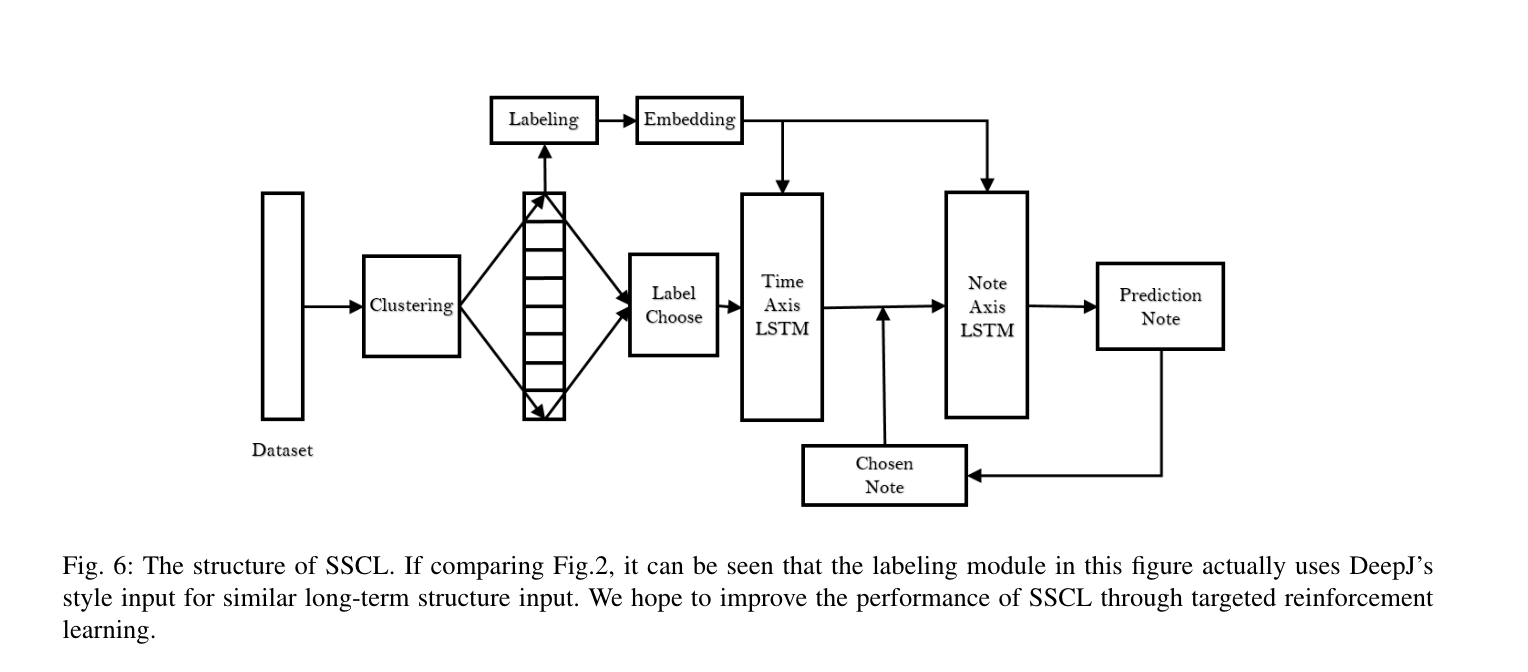 Labeling
Embedding
Clustering
Label
Choose
Time
Axis
LSTM
Note
Axis
LSTM
Prediction
Note
Dataset
Chosen
Note
Fig. 6: The structure of SSCL. If comparing Fig.2, it can be seen that the labeling module in this figure actually uses DeepJ’s
style input for similar long-term structure input. We hope to improve the performance of SSCL through targeted reinforcement
learning.